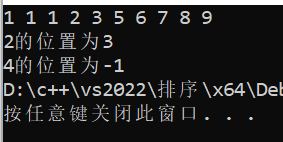 1 1 1 2 3 5 6 7 8 9
2的位置为3
4的位置为-1
D:\c++\vs2022\排序\x64\Deb
按任意键关闭此窗口. . .